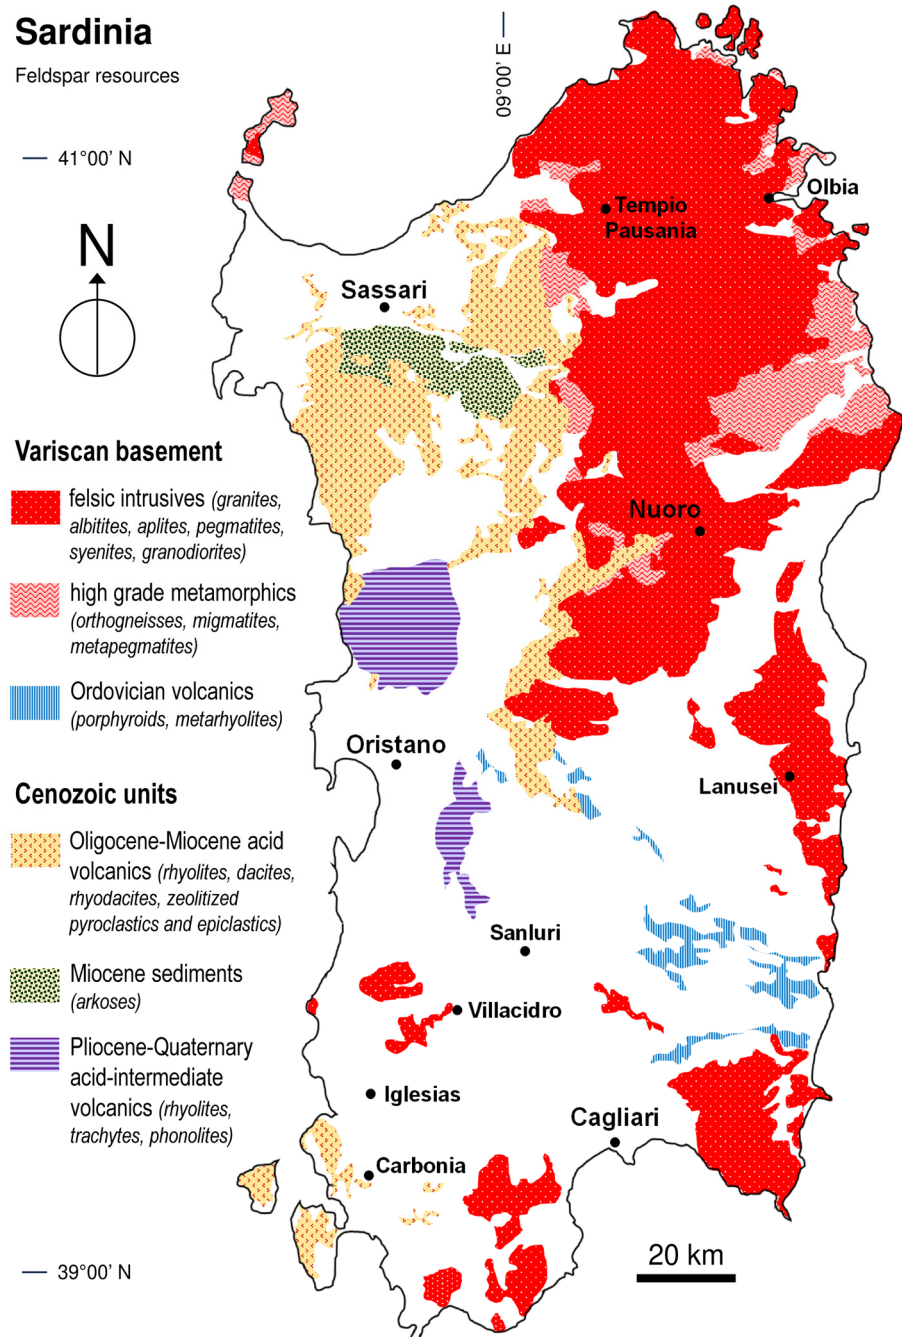 Sardinia
Feldspar resources
09°00’ E
41°00’ N
N
Olbia
Tempio
Pausania
Sassari
Variscan basement
felsic intrusives (granites,
albitites, aplites, pegmatites,
syenites, granodiorites)
Nuoro
high grade metamorphics
(orthogneisses, migmatites,
metapegmatites)
Ordovician volcanics
(porphyroids, metarhyolites)
Oristano
Lanusei
Cenozoic units
Oligocene-Miocene acid
volcanics (rhyolites, dacites,
rhyodacites, zeolitized
pyroclastics and epiclastics)
Sanluri
Miocene sediments
(arkoses)
Villacidro
Pliocene-Quaternary
acid-intermediate
volcanics (rhyolites,
trachytes, phonolites)
Iglesias
Cagliari
Carbonia
20 km
39°00’ N